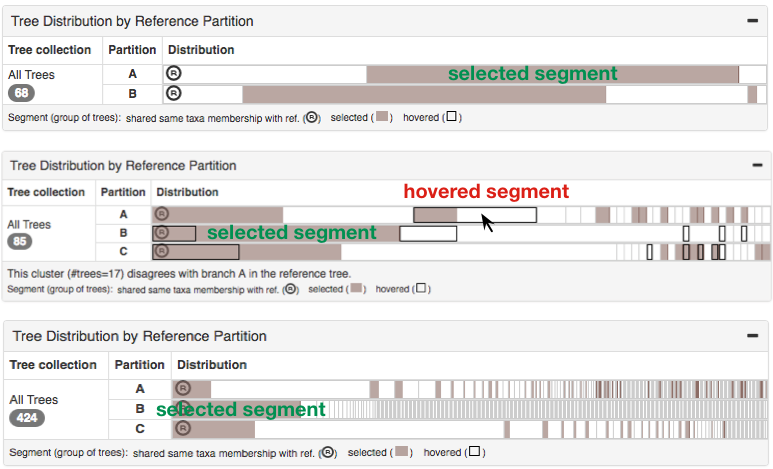 Tree Distribution by Reference Partition
Tree collection Partition Distribution
All Trees A R selected segment
68 B R
Segment (group of trees): shared same taxa membership with ref. (R) selected ( ) hovered ( )
Tree Distribution by Reference Partition
hovered segment
Tree collection Partition Distribution
A R
All Trees B R selected segment
85
C R
This cluster (#trees=17) disagrees with branch A in the reference tree.
Segment (group of trees): shared same taxa membership with ref. (R) selected ( ) hovered ( )
Tree Distribution by Reference Partition
Tree collection Partition Distribution
A R
All Trees B R selected segment
424
C R
Segment (group of trees): shared same taxa membership with ref. (R) selected ( ) hovered ( )